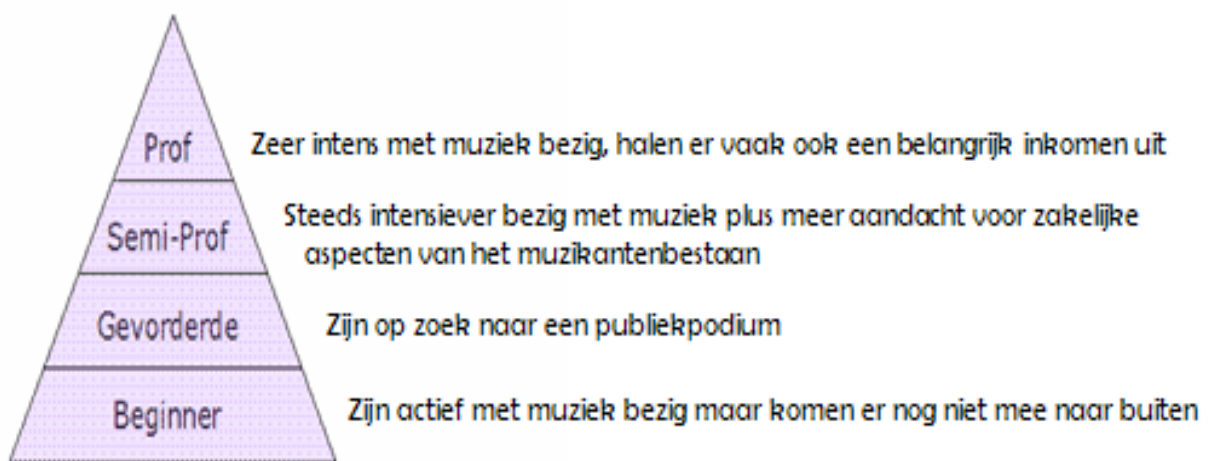 Prof
Zeer intens met muziek bezig, halen er vaak ook een belangrijk inkomen uit
Semi-Prof
Steeds intensiever bezig met muziek plus meer aandacht voor zakelijke
aspecten van het muzikantenbestaan
Gevorderde
Zijn op zoek naar een publiekpodium
Beginner
Zijn actief met muziek bezig maar komen er nog niet mee naar buiten